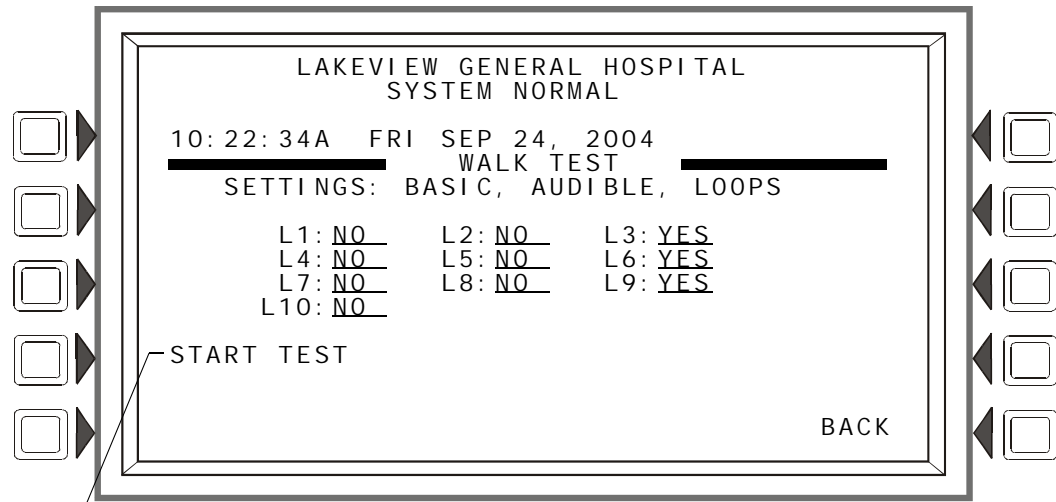 LAKEVIEW GENERAL HOSPITAL
SYSTEM NORMAL
10:22:34A FRI SEP 24, 2004
WALK TEST
SETTINGS: BASIC, AUDIBLE, LOOPS
L1:NO L2:NO L3:YES
L4:NO L5:NO L6:YES
L7:NO L8:NO L9:YES
L10:NO
START TEST
BACK